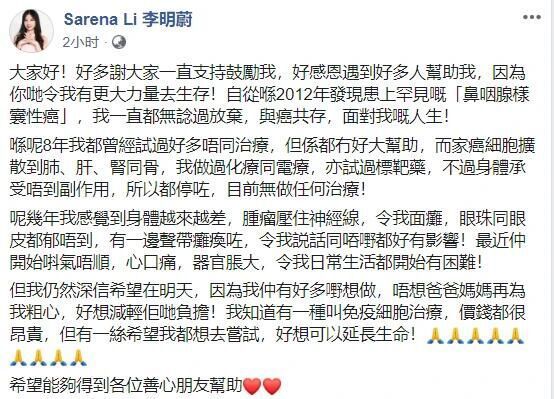 Sarena Li 李明蔚
2小时 ·
大家好！好多謝大家一直支持鼓勵我，好感恩遇到好多人幫助我，因為
你哋令我有更大力量去生存！自從喺2012年發現患上罕見嘅「鼻咽腺樣
囊性癌」，我一直都無諗過放棄，與癌共存，面對我嘅人生！
喺呢8年我都曾經試過好多唔同治療，但係都冇好大幫助，而家癌細胞擴
散到肺、肝、腎同骨，我做過化療同電療，亦試過標靶藥，不過身體承
受唔到副作用，所以都停咗，目前無做任何治療！
呢幾年我感覺到身體越來越差，腫瘤壓住神經線，令我面癱，眼珠同眼
皮都郁唔到，有一邊聲帶癱瘓咗，令我説話同唔嘢都好有影響！最近仲
開始唞氣唔順，心口痛，器官脹大，令我日常生活都開始有困難！
但我仍然深信希望在明天，因為我仲有好多嘢想做，唔想爸爸媽媽再為
我粗心，好想減輕佢哋負擔！我知道有一種叫免疫細胞治療，價錢都很
昂貴，但有一絲希望我都想去嘗試，好想可以延長生命！🙏🙏🙏🙏🙏
🙏🙏🙏🙏🙏
希望能夠得到各位善心朋友幫助❤️❤️